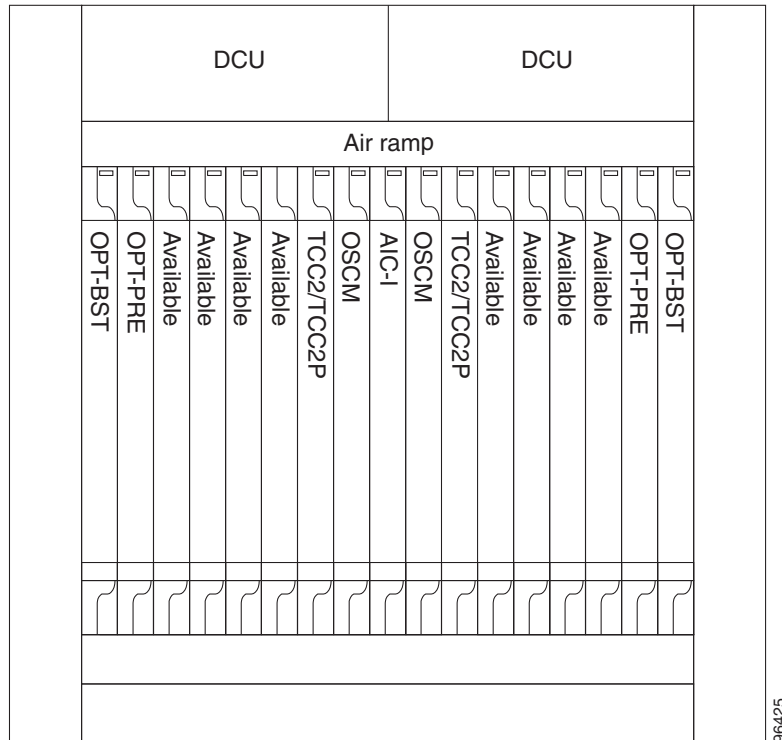 DCU
DCU
Air ramp
OPT-BST
OPT-PRE
Available
Available
Available
Available
TCC2/TCC2P
OSCM
AIC-I
OSCM
TCC2/TCC2P
Available
Available
Available
Available
OPT-PRE
OPT-BST
96425